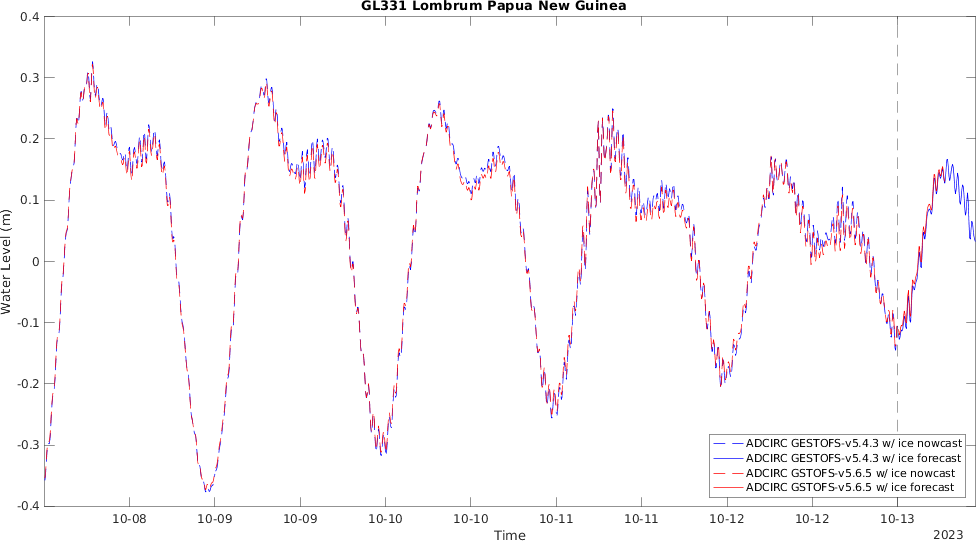 GL331 Lombrum Papua New Guinea
0.4
0.3
0.2
0.1
0
-0.1
-0.2
-0.3
-0.4
Water Level (m)
10-08 10-09 10-09 10-10 10-10 10-11 10-11 10-12 10-12 10-13
Time
2023
ADCIRC GESTOFS-v5.4.3 w/ ice nowcast
ADCIRC GESTOFS-v5.4.3 w/ ice forecast
ADCIRC GSTOFS-v5.6.5 w/ ice nowcast
ADCIRC GSTOFS-v5.6.5 w/ ice forecast